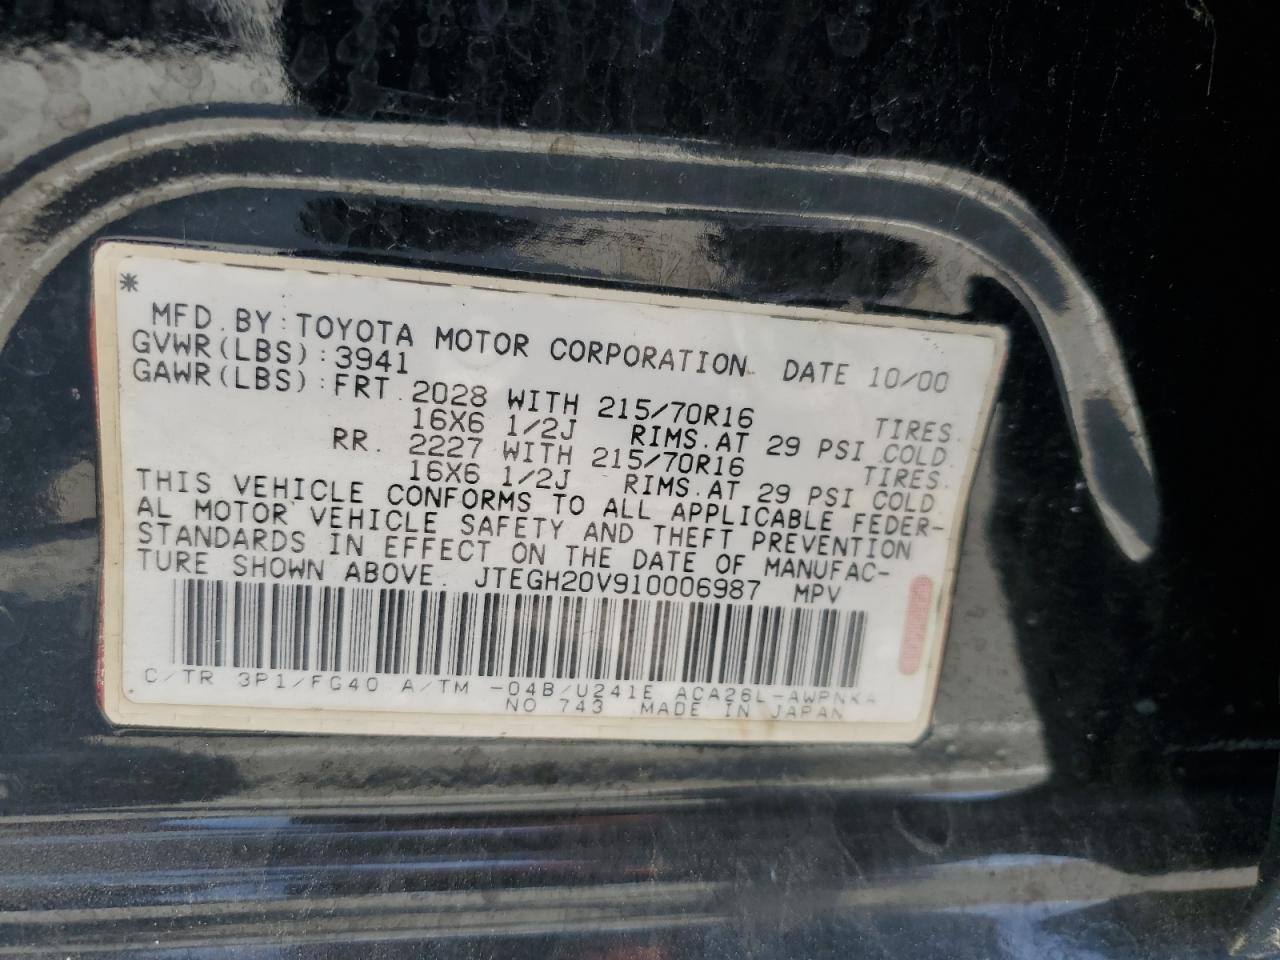 *
MFD. BY: TOYOTA MOTOR CORPORATION DATE 10/00
GVWR(LBS): 3941
GAWR(LBS): FRT. 2028 WITH 215/70R16 TIRES.
16X6 1/2J RIMS. AT 29 PSI COLD.
RR. 2227 WITH 215/70R16 TIRES.
16X6 1/2J RIMS. AT 29 PSI COLD
THIS VEHICLE CONFORMS TO ALL APPLICABLE FEDER-
AL MOTOR VEHICLE SAFETY AND THEFT PREVENTION
STANDARDS IN EFFECT ON THE DATE OF MANUFAC-
TURE SHOWN ABOVE. JTEGH20V910006987 MPV
C/TR 3P1/FG40 A/TM -04B/U241E ACA26L-AWPNKA
NO 743 MADE IN JAPAN